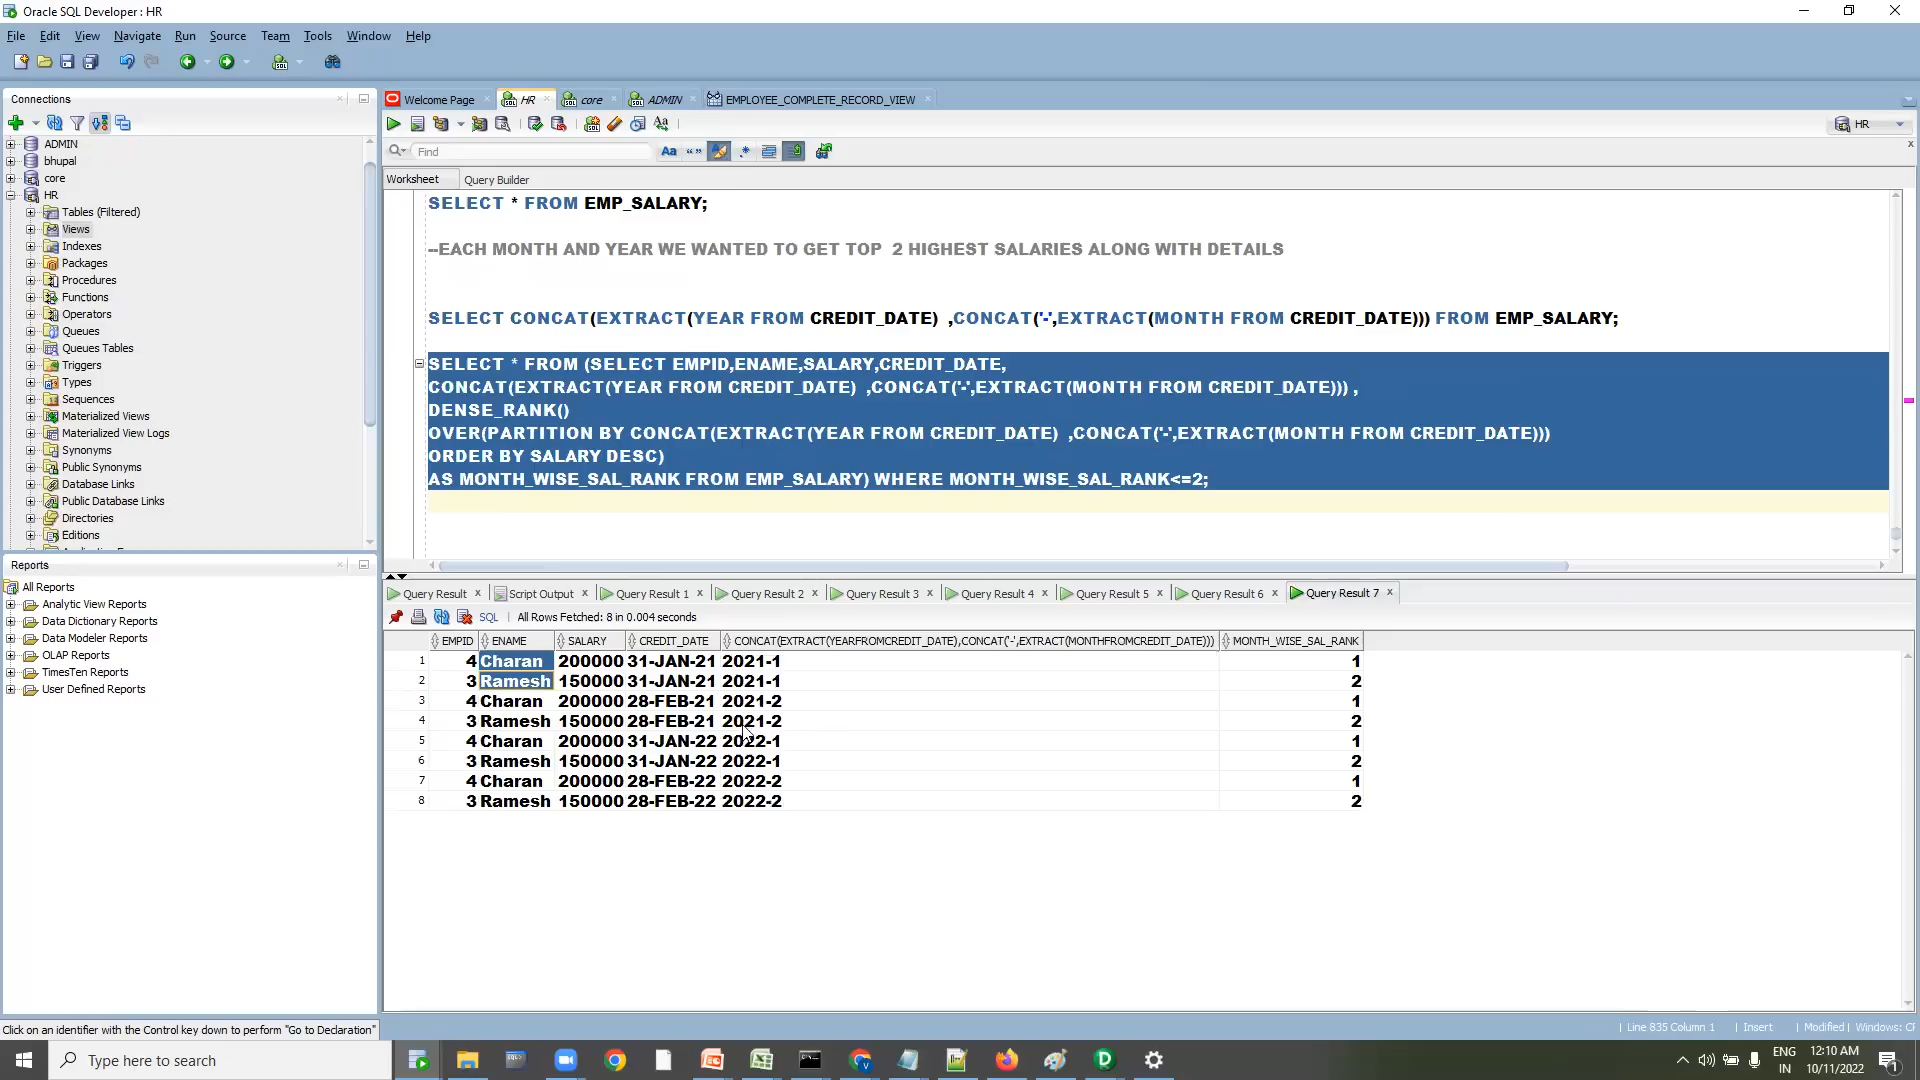 Oracle SQL Developer : HR
File Edit View Navigate Run Source Team Tools Window Help
Connections
ADMIN
bhupal
core
HR
Tables (Filtered)
Views
Indexes
Packages
Procedures
Functions
Operators
Queues
Queues Tables
Triggers
Types
Sequences
Materialized Views
Materialized View Logs
Synonyms
Public Synonyms
Database Links
Public Database Links
Directories
Editions
Reports
All Reports
Analytic View Reports
Data Dictionary Reports
Data Modeler Reports
OLAP Reports
TimesTen Reports
User Defined Reports
Click on an identifier with the Control key down to perform "Go to Declaration"
Welcome Page HR core ADMIN EMPLOYEE_COMPLETE_RECORD_VIEW
HR
Find
Worksheet Query Builder
SELECT * FROM EMP_SALARY;
--EACH MONTH AND YEAR WE WANTED TO GET TOP  2 HIGHEST SALARIES ALONG WITH DETAILS
SELECT CONCAT(EXTRACT(YEAR FROM CREDIT_DATE)  ,CONCAT('-',EXTRACT(MONTH FROM CREDIT_DATE))) FROM EMP_SALARY;
SELECT * FROM (SELECT EMPID,ENAME,SALARY,CREDIT_DATE,
CONCAT(EXTRACT(YEAR FROM CREDIT_DATE)  ,CONCAT('-',EXTRACT(MONTH FROM CREDIT_DATE))) ,
DENSE_RANK()
OVER(PARTITION BY CONCAT(EXTRACT(YEAR FROM CREDIT_DATE)  ,CONCAT('-',EXTRACT(MONTH FROM CREDIT_DATE)))
ORDER BY SALARY DESC)
AS MONTH_WISE_SAL_RANK FROM EMP_SALARY) WHERE MONTH_WISE_SAL_RANK<=2;
Query Result Script Output Query Result 1 Query Result 2 Query Result 3 Query Result 4 Query Result 5 Query Result 6 Query Result 7
SQL All Rows Fetched: 8 in 0.004 seconds
EMPID ENAME SALARY CREDIT_DATE CONCAT(EXTRACT(YEARFROMCREDIT_DATE),CONCAT('-',EXTRACT(MONTHFROMCREDIT_DATE))) MONTH_WISE_SAL_RANK
1 4 Charan 200000 31-JAN-21 2021-1 1
2 3 Ramesh 150000 31-JAN-21 2021-1 2
3 4 Charan 200000 28-FEB-21 2021-2 1
4 3 Ramesh 150000 28-FEB-21 2021-2 2
5 4 Charan 200000 31-JAN-22 2022-1 1
6 3 Ramesh 150000 31-JAN-22 2022-1 2
7 4 Charan 200000 28-FEB-22 2022-2 1
8 3 Ramesh 150000 28-FEB-22 2022-2 2
Line 835 Column 1 Insert Modified Windows:
Type here to search
ENG
IN
12:10 AM
10/11/2022
1